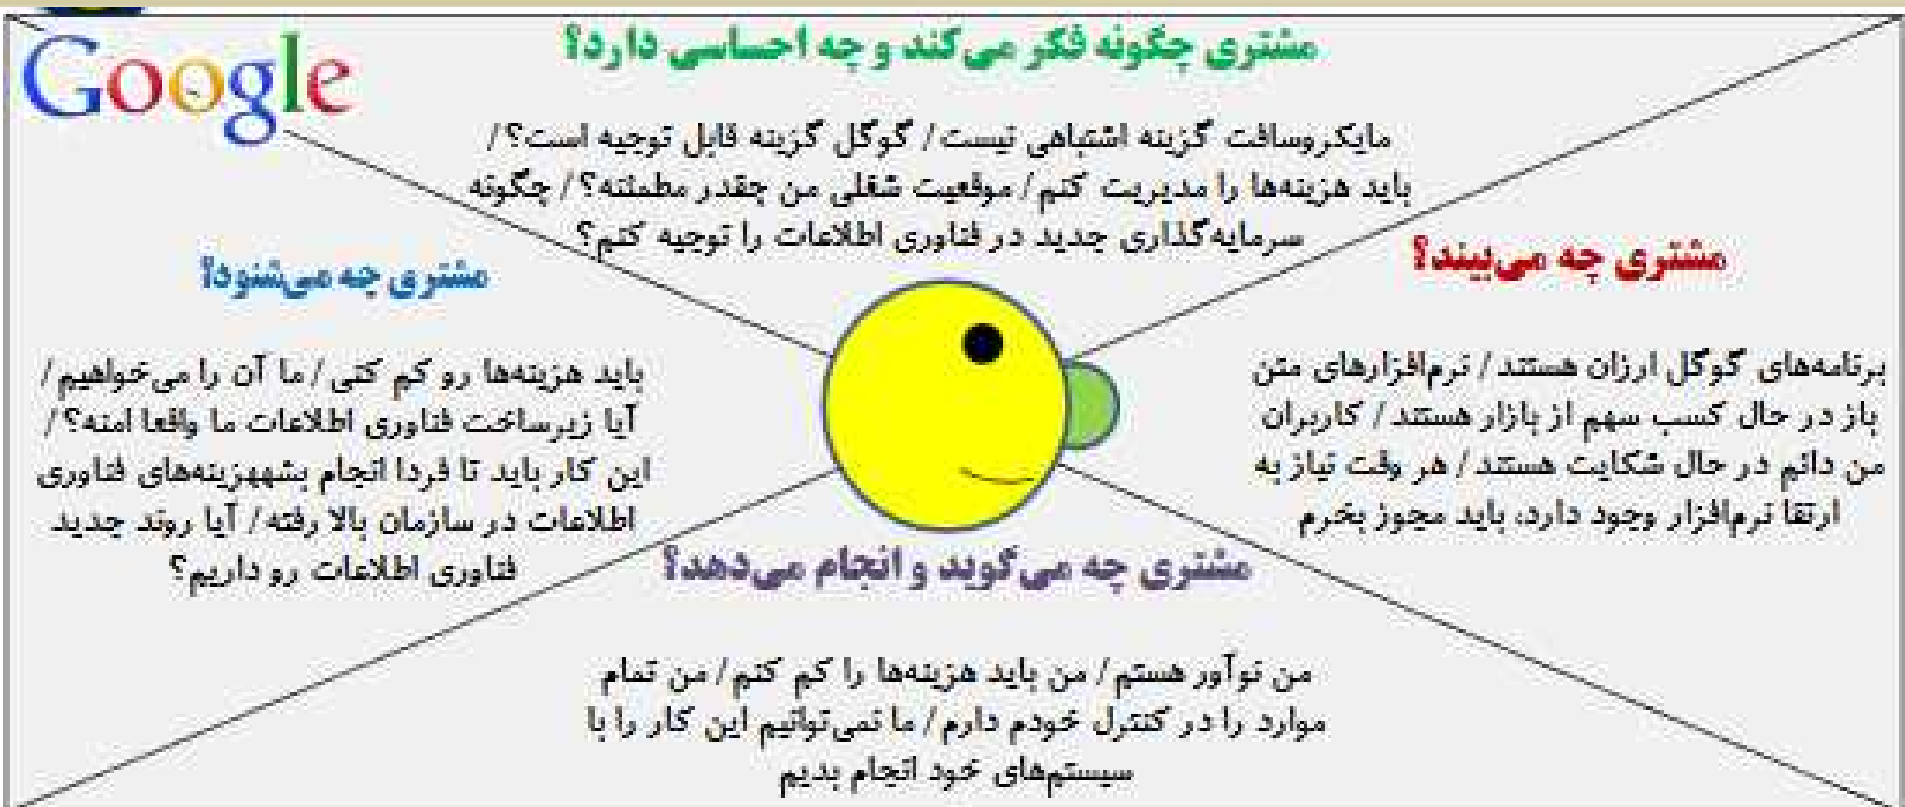 Google
مشتری چگونه فکر می‌کند و چه احساسی دارد؟
مایکروسافت گزینه اشتباهی نیست / گوگل گزینه قابل توجیه است؟ /
باید هزینه‌ها را مدیریت کنم / موقعیت شغلی من چقدر مطمئنه؟ / چگونه
سرمایه‌گذاری جدید در فناوری اطلاعات را توجیه کنم؟
مشتری چه می‌بیند؟
برنامه‌های گوگل ارزان هستند / نرم‌افزارهای متن
باز در حال کسب سهم از بازار هستند / کاربران
من دائم در حال شکایت هستند / هر وقت نیاز به
ارتقا نرم‌افزار وجود دارد، باید مجوز بخرم
مشتری چه می‌شنود؟
باید هزینه‌ها رو کم کنی / ما آن را می‌خواهیم /
آیا زیرساخت فناوری اطلاعات ما واقعا امنه؟ /
این کار باید تا فردا انجام بشههزینه‌های فناوری
اطلاعات در سازمان بالا رفته / آیا روند جدید
فناوری اطلاعات رو داریم؟
مشتری چه می‌گوید و انجام می‌دهد؟
من نوآور هستم / من باید هزینه‌ها را کم کنم / من تمام
موارد را در کنترل خودم دارم / ما نمی‌توانیم این کار را با
سیستم‌های خود انجام بدیم